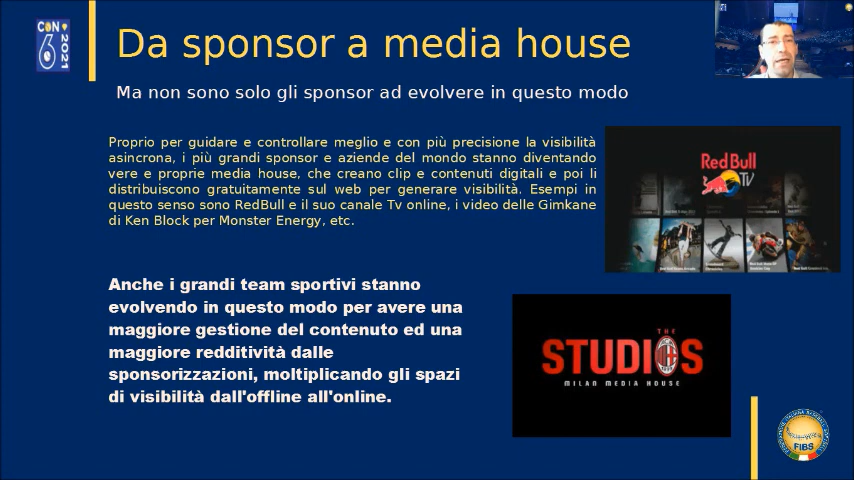 CON
6
2021
Da sponsor a media house
Ma non sono solo gli sponsor ad evolvere in questo modo
Proprio per guidare e controllare meglio e con più precisione la visibilità
asincrona, i più grandi sponsor e aziende del mondo stanno diventando
vere e proprie media house, che creano clip e contenuti digitali e poi li
distribuiscono gratuitamente sul web per generare visibilità. Esempi in
questo senso sono RedBull e il suo canale Tv online, i video delle Gimkane
di Ken Block per Monster Energy, etc.
Red Bull
TV
Anche i grandi team sportivi stanno
evolvendo in questo modo per avere una
maggiore gestione del contenuto ed una
maggiore redditività dalle
sponsorizzazioni, moltiplicando gli spazi
di visibilità dall'offline all'online.
THE
STUDIOS
MILAN MEDIA HOUSE
FIBS